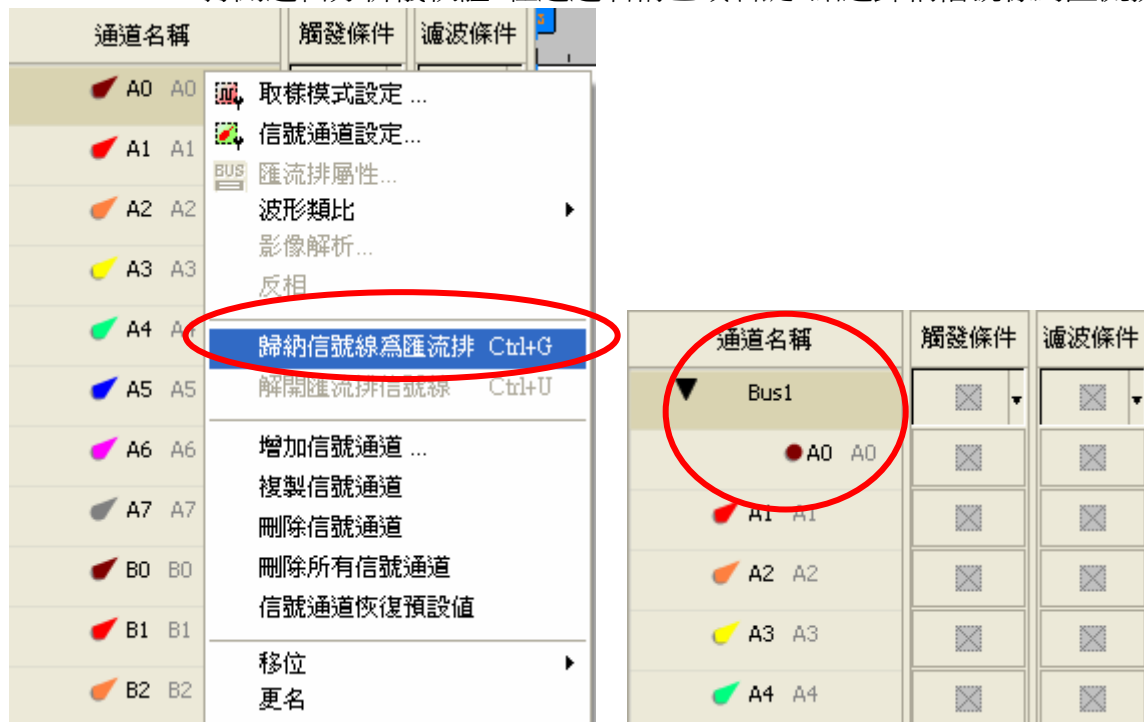 通道名稱 觸發條件 濾波條件
A0 A0
A1 A1
A2 A2
A3 A3
A4
A5 A5
A6 A6
A7 A7
B0 B0
B1 B1
B2 B2
取樣模式設定 ...
信號通道設定...
BUS 匯流排屬性...
波形類比
影像解析...
反相
歸納信號線為匯流排 Ctrl+G
解開匯流排信號線 Ctrl+U
增加信號通道 ...
複製信號通道
刪除信號通道
刪除所有信號通道
信號通道恢復預設值
移位
更名
通道名稱 觸發條件 濾波條件
Bus1
A0 A0
A1 A1
A2 A2
A3 A3
A4 A4